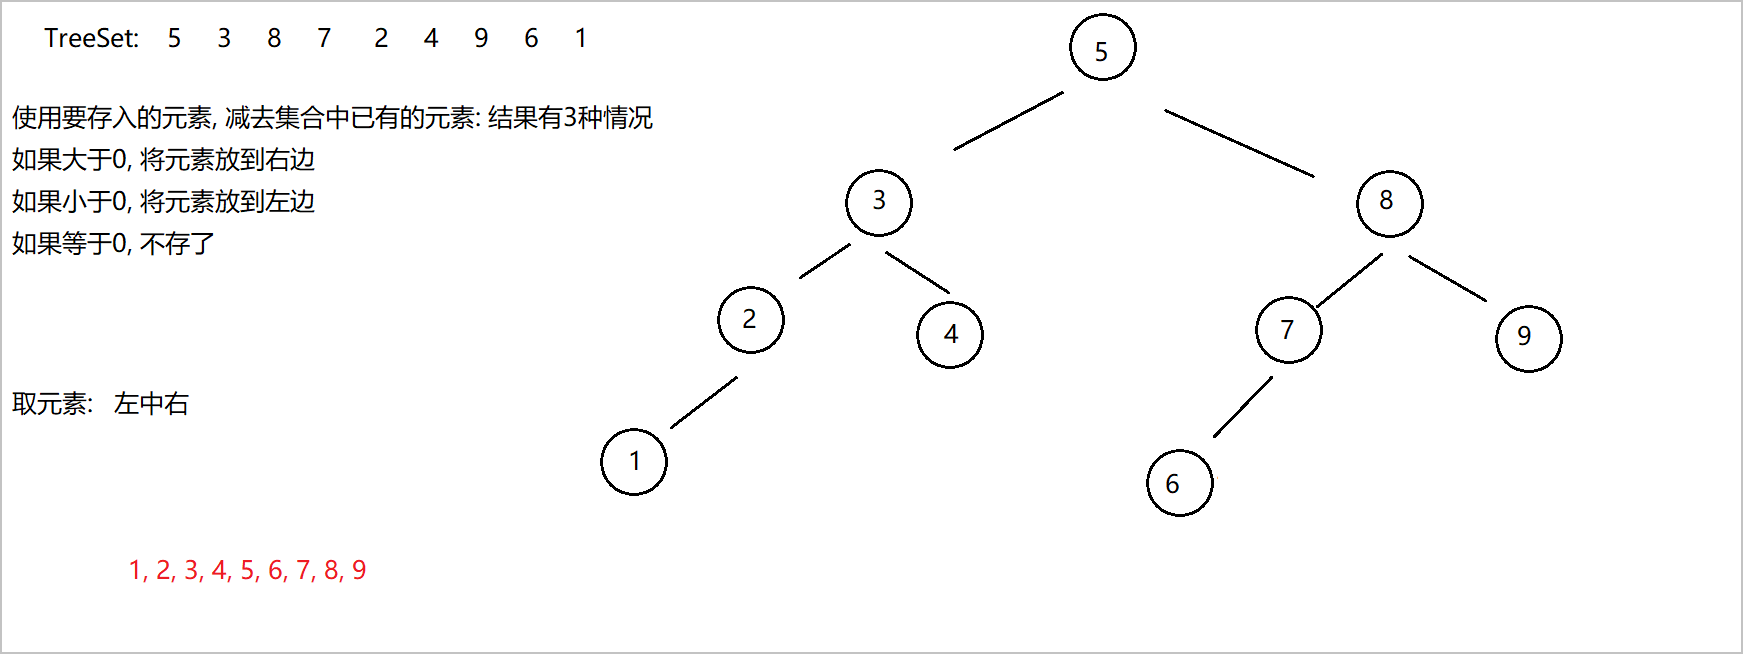 TreeSet: 5 3 8 7 2 4 9 6 1
使用要存入的元素, 减去集合中已有的元素: 结果有3种情况
如果大于0, 将元素放到右边
如果小于0, 将元素放到左边
如果等于0, 不存了
取元素: 左中右
1, 2, 3, 4, 5, 6, 7, 8, 9
5
3
8
2
4
7
9
1
6